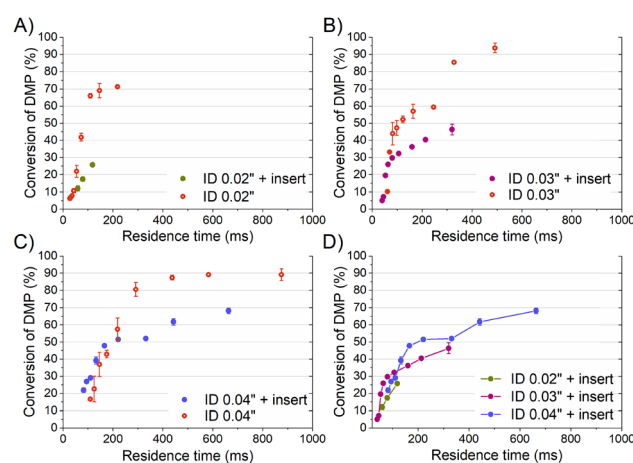 A)
Conversion of DMP (%)
100
90
80
70
60
50
40
30
20
10
0
ID 0.02" + insert
ID 0.02"
0 200 400 600 800 1000
Residence time (ms)
B)
Conversion of DMP (%)
100
90
80
70
60
50
40
30
20
10
0
ID 0.03" + insert
ID 0.03"
0 200 400 600 800 1000
Residence time (ms)
C)
Conversion of DMP (%)
100
90
80
70
60
50
40
30
20
10
0
ID 0.04" + insert
ID 0.04"
0 200 400 600 800 1000
Residence time (ms)
D)
Conversion of DMP (%)
100
90
80
70
60
50
40
30
20
10
0
ID 0.02" + insert
ID 0.03" + insert
ID 0.04" + insert
0 200 400 600 800 1000
Residence time (ms)